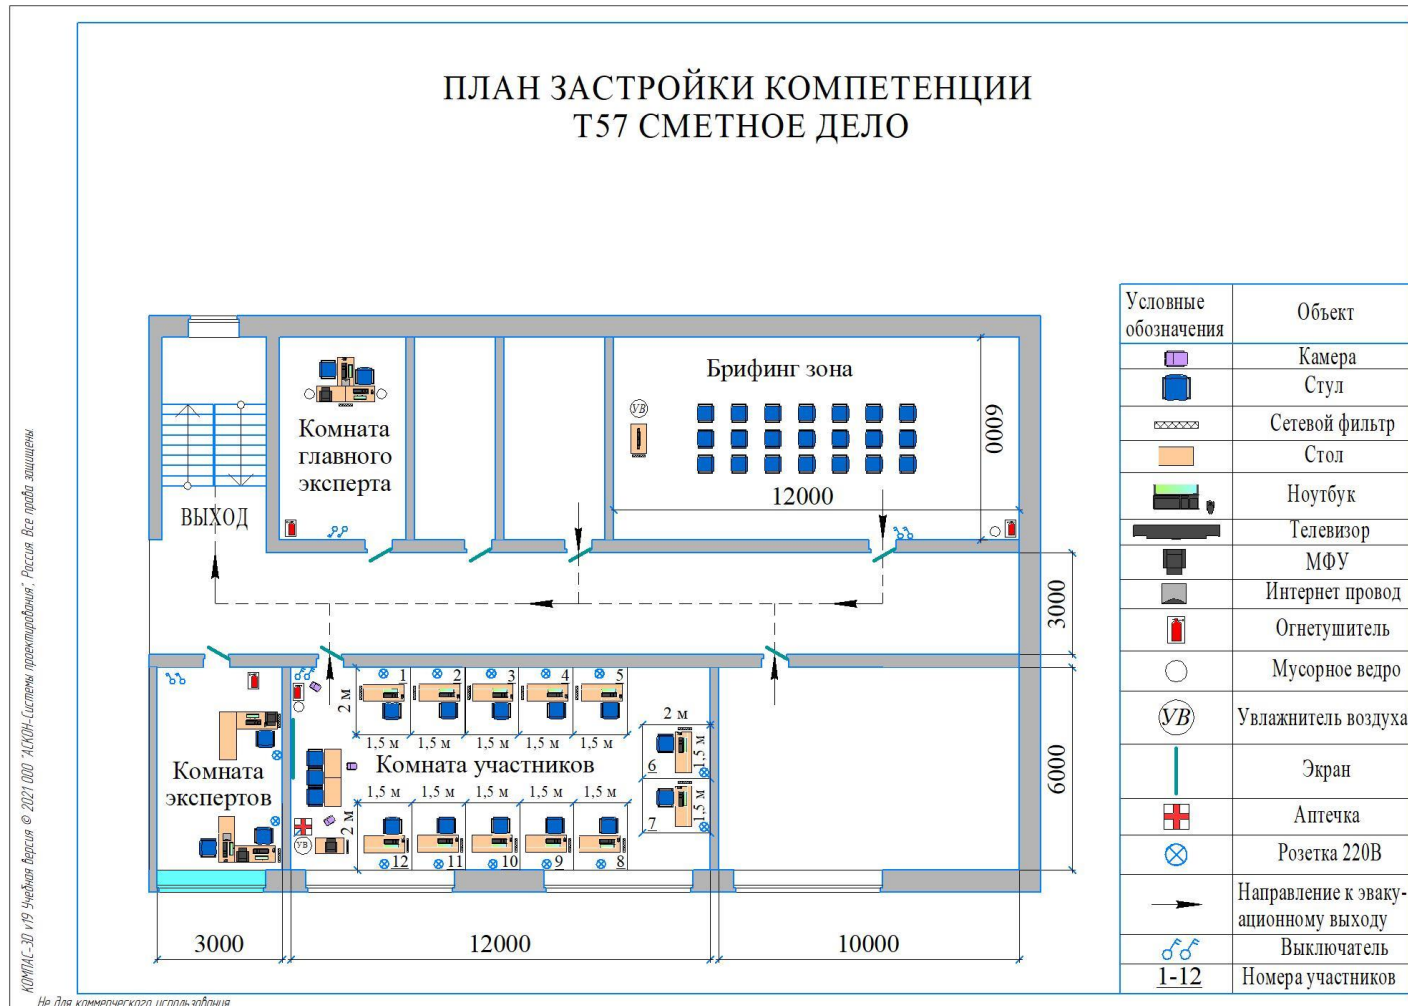 ПЛАН ЗАСТРОЙКИ КОМПЕТЕНЦИИ
Т57 СМЕТНОЕ ДЕЛО
Условные обозначения
Объект
Камера
Стул
Сетевой фильтр
Стол
Ноутбук
Телевизор
МФУ
Интернет провод
Огнетушитель
Мусорное ведро
УВ
Увлажнитель воздуха
Экран
Аптечка
Розетка 220В
Направление к эваку-
ационному выходу
Выключатель
1-12
Номера участников
Брифинг зона
УВ
6000
12000
Комната
главного
эксперта
ВЫХОД
3000
1
2
3
4
5
2 м
1,5 м
1,5 м
1,5 м
1,5 м
1,5 м
2 м
6
1,5 м
7
1,5 м
6000
Комната участников
Комната
экспертов
1,5 м
1,5 м
1,5 м
1,5 м
1,5 м
2 м
УВ
12
11
10
9
8
3000
12000
10000
КОМПАС-3D v19 Учебная версия © 2021 ООО "АСКОН-Системы проектирования", Россия. Все права защищены.
Не для коммерческого использования